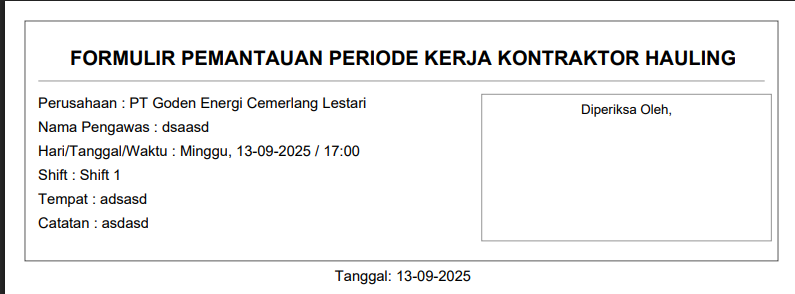 FORMULIR PEMANTAUAN PERIODE KERJA KONTRAKTOR HAULING
Perusahaan : PT Goden Energi Cemerlang Lestari
Diperiksa Oleh,
Nama Pengawas : dsaasd
Hari/Tanggal/Waktu : Minggu, 13-09-2025 / 17:00
Shift : Shift 1
Tempat : adsasd
Catatan : asdasd
Tanggal: 13-09-2025